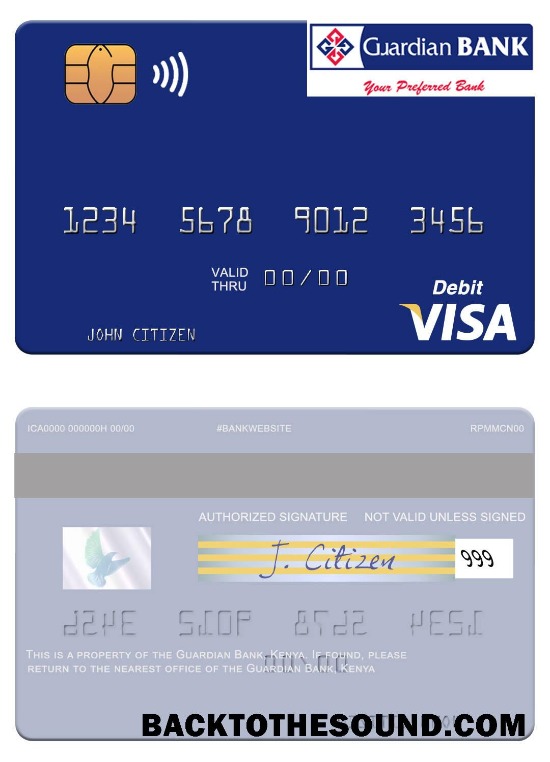 Guardian BANK
Your Preferred Bank
1234 5678 9012 3456
VALID THRU 00/00
Debit
VISA
JOHN CITIZEN
ICA0000 000000H 00/00 #BANKWEBSITE RPMMCN00
AUTHORIZED SIGNATURE NOT VALID UNLESS SIGNED
J. Citizen 999
THIS IS A PROPERTY OF THE GUARDIAN BANK, KENYA. IF FOUND, PLEASE
RETURN TO THE NEAREST OFFICE OF THE GUARDIAN BANK, KENYA
BACKTOTHESOUND.COM